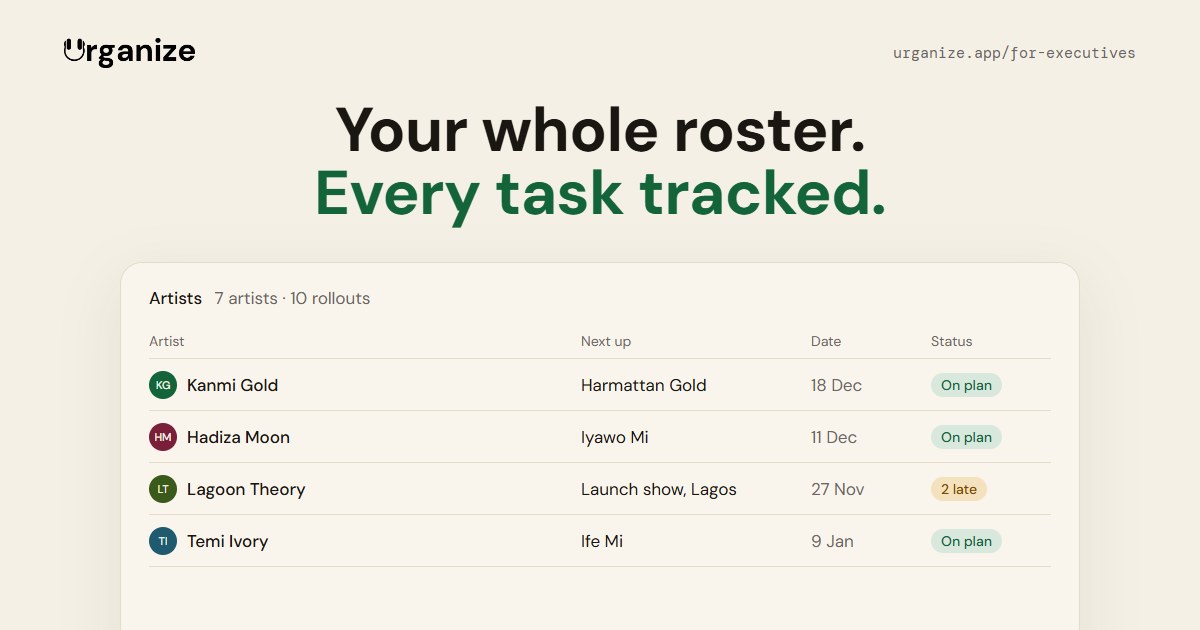 Urganize
urganize.app/for-executives
Your whole roster.
Every task tracked.
Artists 7 artists · 10 rollouts
Artist Next up Date Status
KG Kanmi Gold Harmattan Gold 18 Dec On plan
HM Hadiza Moon Iyawo Mi 11 Dec On plan
LT Lagoon Theory Launch show, Lagos 27 Nov 2 late
TI Temi Ivory Ife Mi 9 Jan On plan